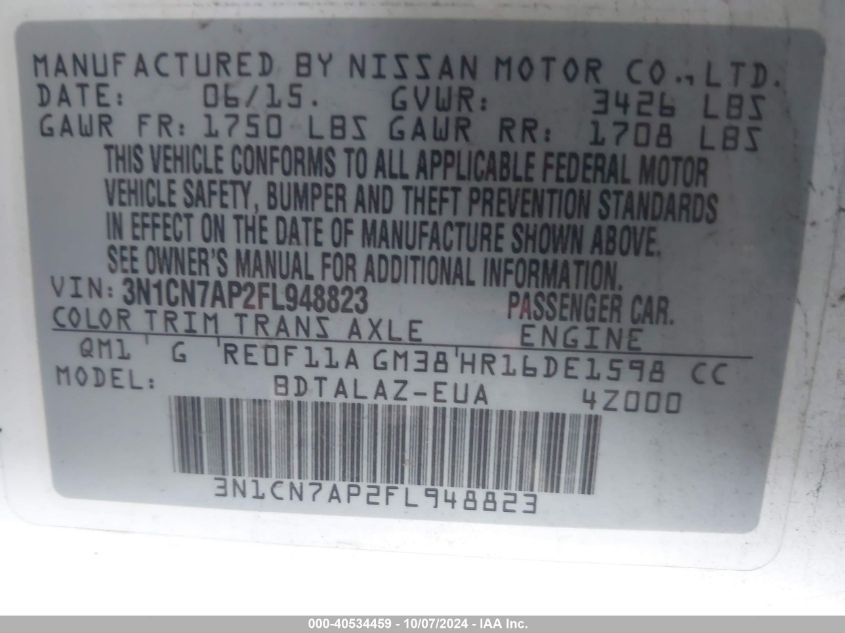 MANUFACTURED BY NISSAN MOTOR CO., LTD.
DATE: 06/15. GVWR: 3426 LBS
GAWR FR: 1750 LBS GAWR RR: 1708 LBS
THIS VEHICLE CONFORMS TO ALL APPLICABLE FEDERAL MOTOR
VEHICLE SAFETY, BUMPER AND THEFT PREVENTION STANDARDS
IN EFFECT ON THE DATE OF MANUFACTURE SHOWN ABOVE.
SEE OWNER'S MANUAL FOR ADDITIONAL INFORMATION.
VIN: 3N1CN7AP2FL948823 PASSENGER CAR.
COLOR TRIM TRANS AXLE ENGINE
QM1 ' G ' RE0F11A GM38 ' HR16DE1598 CC
MODEL: BDTALAZ-EUA 4Z000
3N1CN7AP2FL948823
000-40534459 - 10/07/2024 - IAA Inc.